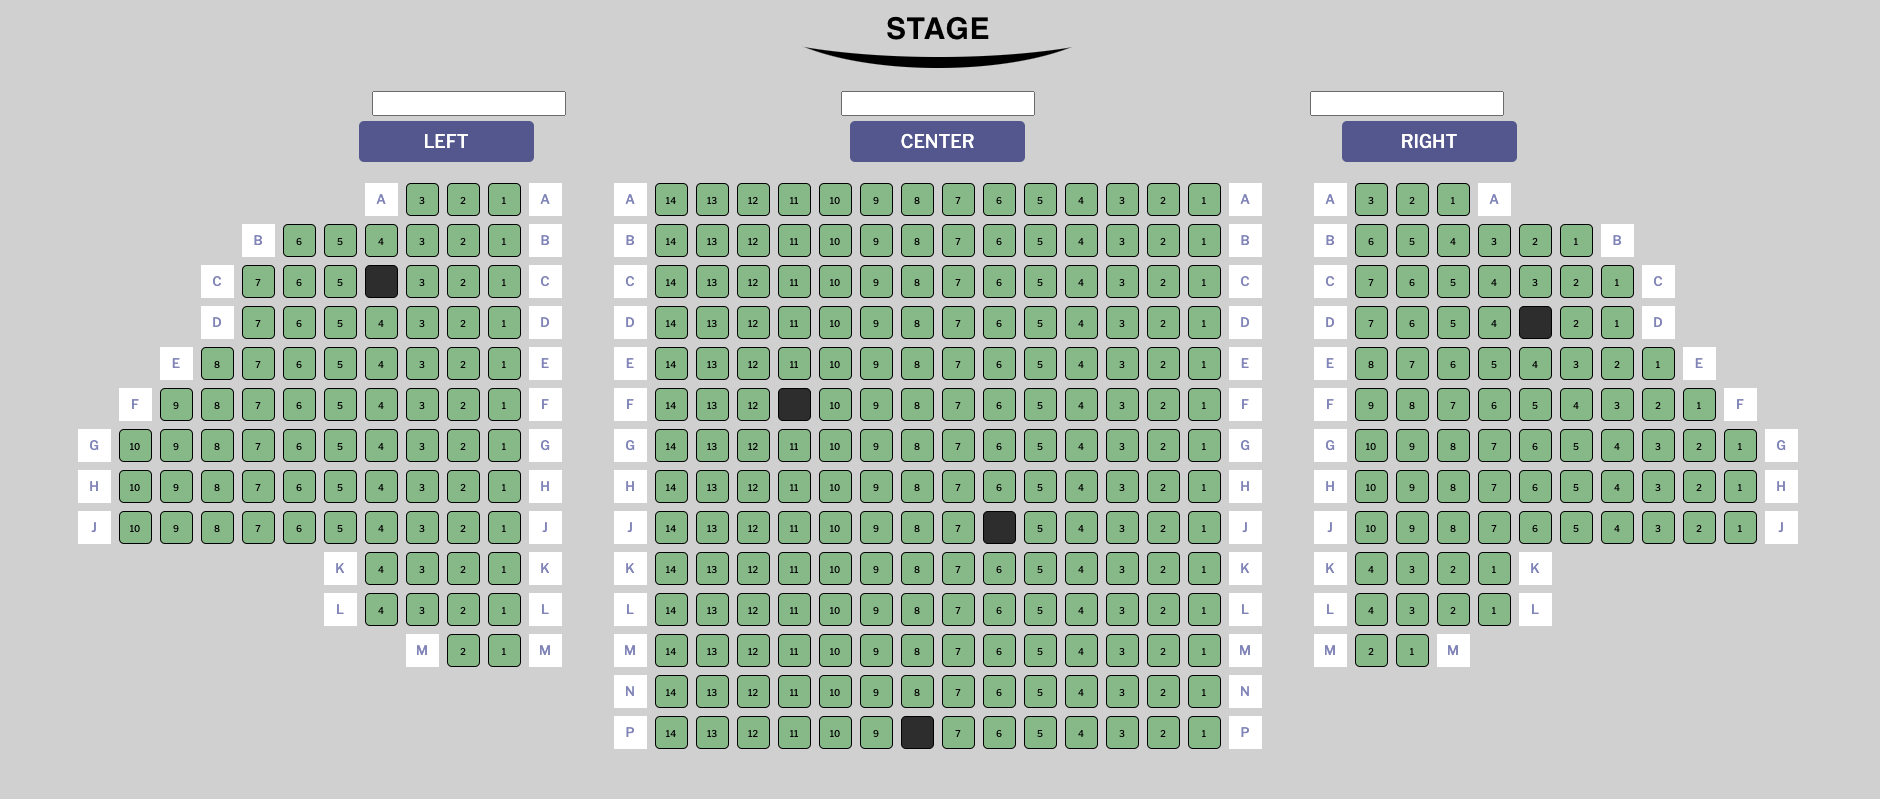 STAGE
LEFT CENTER RIGHT
A 3 2 1 A A 14 13 12 11 10 9 8 7 6 5 4 3 2 1 A A 3 2 1 A
B 6 5 4 3 2 1 B B 14 13 12 11 10 9 8 7 6 5 4 3 2 1 B B 6 5 4 3 2 1 B
C 7 6 5 3 2 1 C C 14 13 12 11 10 9 8 7 6 5 4 3 2 1 C C 7 6 5 4 3 2 1 C
D 7 6 5 4 3 2 1 D D 14 13 12 11 10 9 8 7 6 5 4 3 2 1 D D 7 6 5 4 2 1 D
E 8 7 6 5 4 3 2 1 E E 14 13 12 11 10 9 8 7 6 5 4 3 2 1 E E 8 7 6 5 4 3 2 1 E
F 9 8 7 6 5 4 3 2 1 F F 14 13 12 10 9 8 7 6 5 4 3 2 1 F F 9 8 7 6 5 4 3 2 1 F
G 10 9 8 7 6 5 4 3 2 1 G G 14 13 12 11 10 9 8 7 6 5 4 3 2 1 G G 10 9 8 7 6 5 4 3 2 1 G
H 10 9 8 7 6 5 4 3 2 1 H H 14 13 12 11 10 9 8 7 6 5 4 3 2 1 H H 10 9 8 7 6 5 4 3 2 1 H
J 10 9 8 7 6 5 4 3 2 1 J J 14 13 12 11 10 9 8 7 5 4 3 2 1 J J 10 9 8 7 6 5 4 3 2 1 J
K 4 3 2 1 K K 14 13 12 11 10 9 8 7 6 5 4 3 2 1 K K 4 3 2 1 K
L 4 3 2 1 L L 14 13 12 11 10 9 8 7 6 5 4 3 2 1 L L 4 3 2 1 L
M 2 1 M M 14 13 12 11 10 9 8 7 6 5 4 3 2 1 M M 2 1 M
N 14 13 12 11 10 9 8 7 6 5 4 3 2 1 N
P 14 13 12 11 10 9 7 6 5 4 3 2 1 P